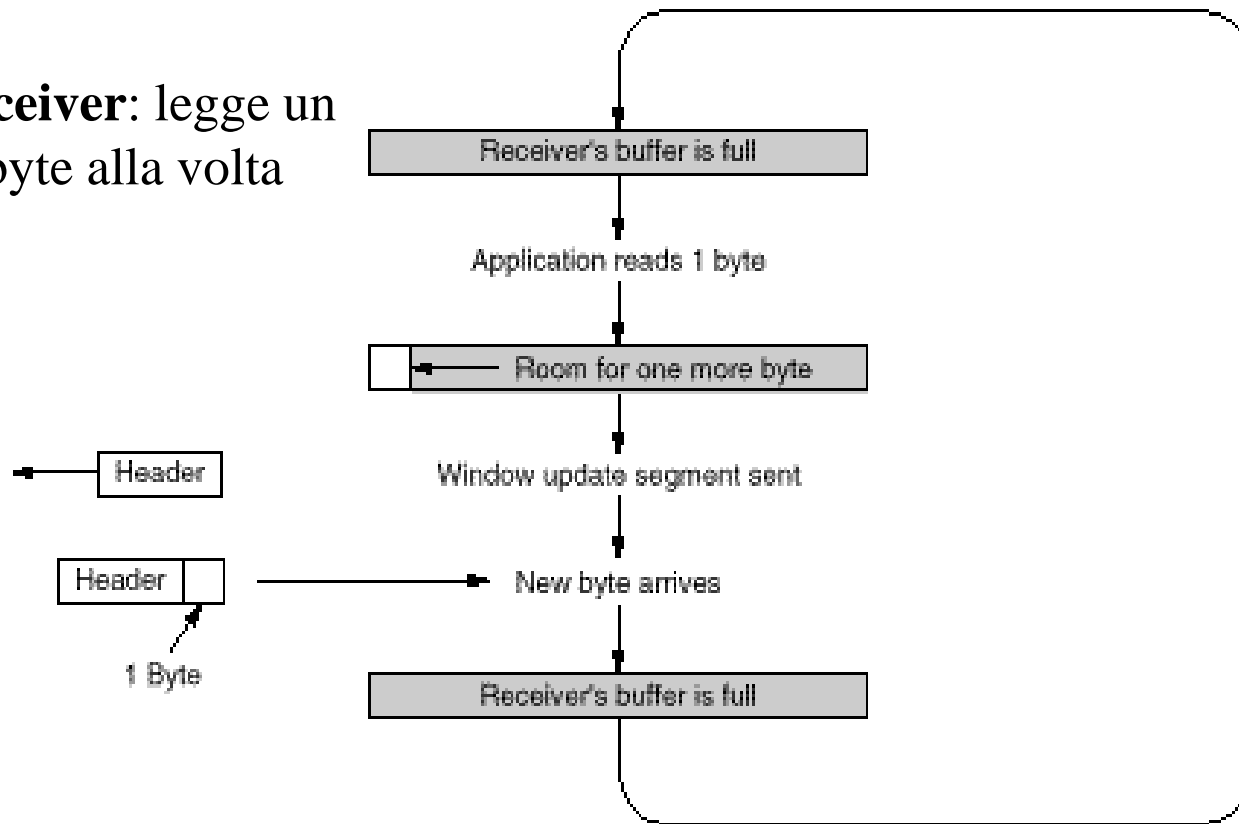 ceiver: legge un
byte alla volta
Receiver's buffer is full
Application reads 1 byte
Room for one more byte
Header
Window update segment sent
Header
New byte arrives
1 Byte
Receiver's buffer is full